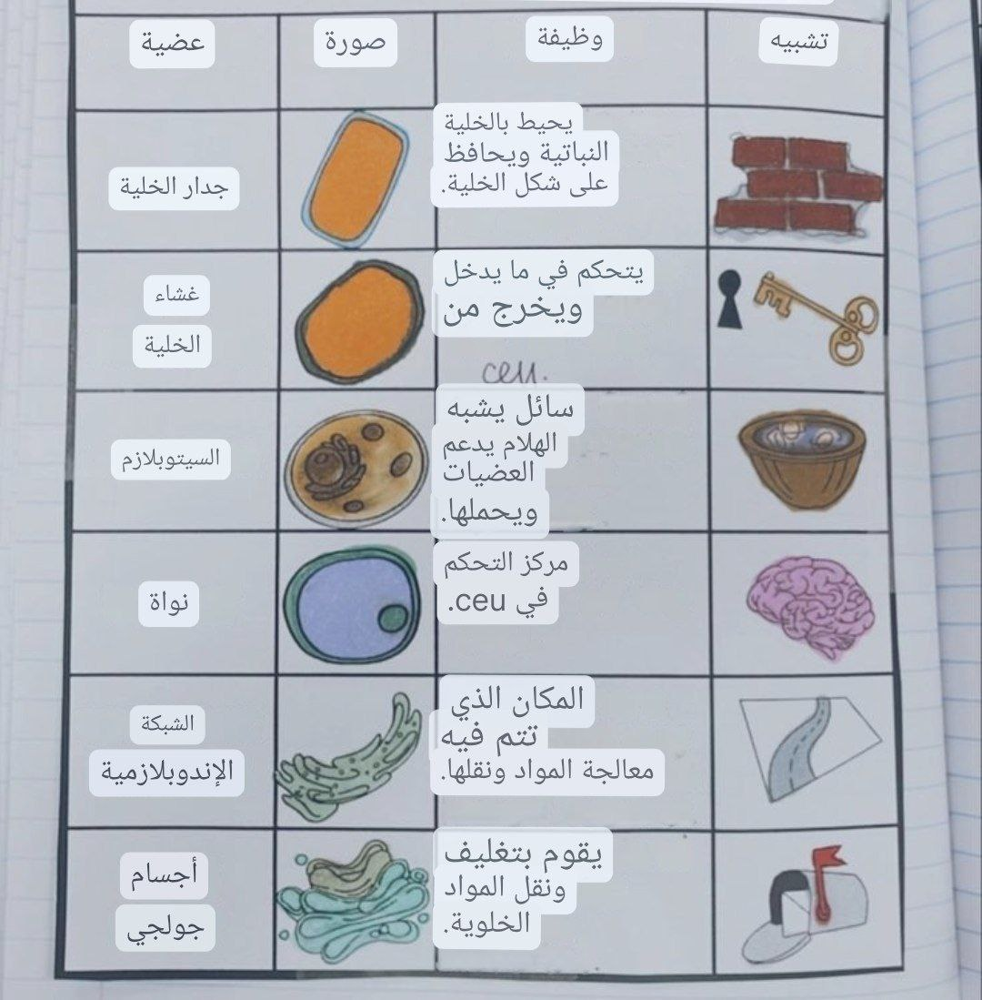 عضية
صورة
وظيفة
تشبيه
جدار الخلية
يحيط بالخلية
النباتية ويحافظ
على شكل الخلية.
غشاء
الخلية
يتحكم في ما يدخل
ويخرج من
cell.
السيتوبلازم
سائل يشبه
الهلام يدعم
العضيات
ويحملها.
نواة
مركز التحكم
في ceu.
الشبكة
الإندوبلازمية
المكان الذي
تتم فيه
معالجة المواد ونقلها.
أجسام
جولجي
يقوم بتغليف
ونقل المواد
الخلوية.